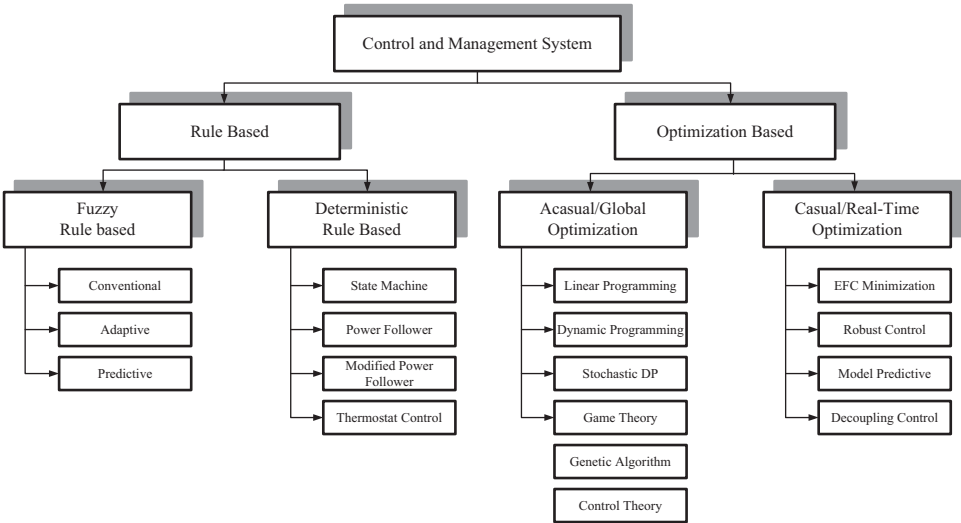 Control and Management System
Rule Based
Optimization Based
Fuzzy
Rule based
Deterministic
Rule Based
Acasual/Global
Optimization
Casual/Real-Time
Optimization
Conventional
Adaptive
Predictive
State Machine
Power Follower
Modified Power
Follower
Thermostat Control
Linear Programming
Dynamic Programming
Stochastic DP
Game Theory
Genetic Algorithm
Control Theory
EFC Minimization
Robust Control
Model Predictive
Decoupling Control